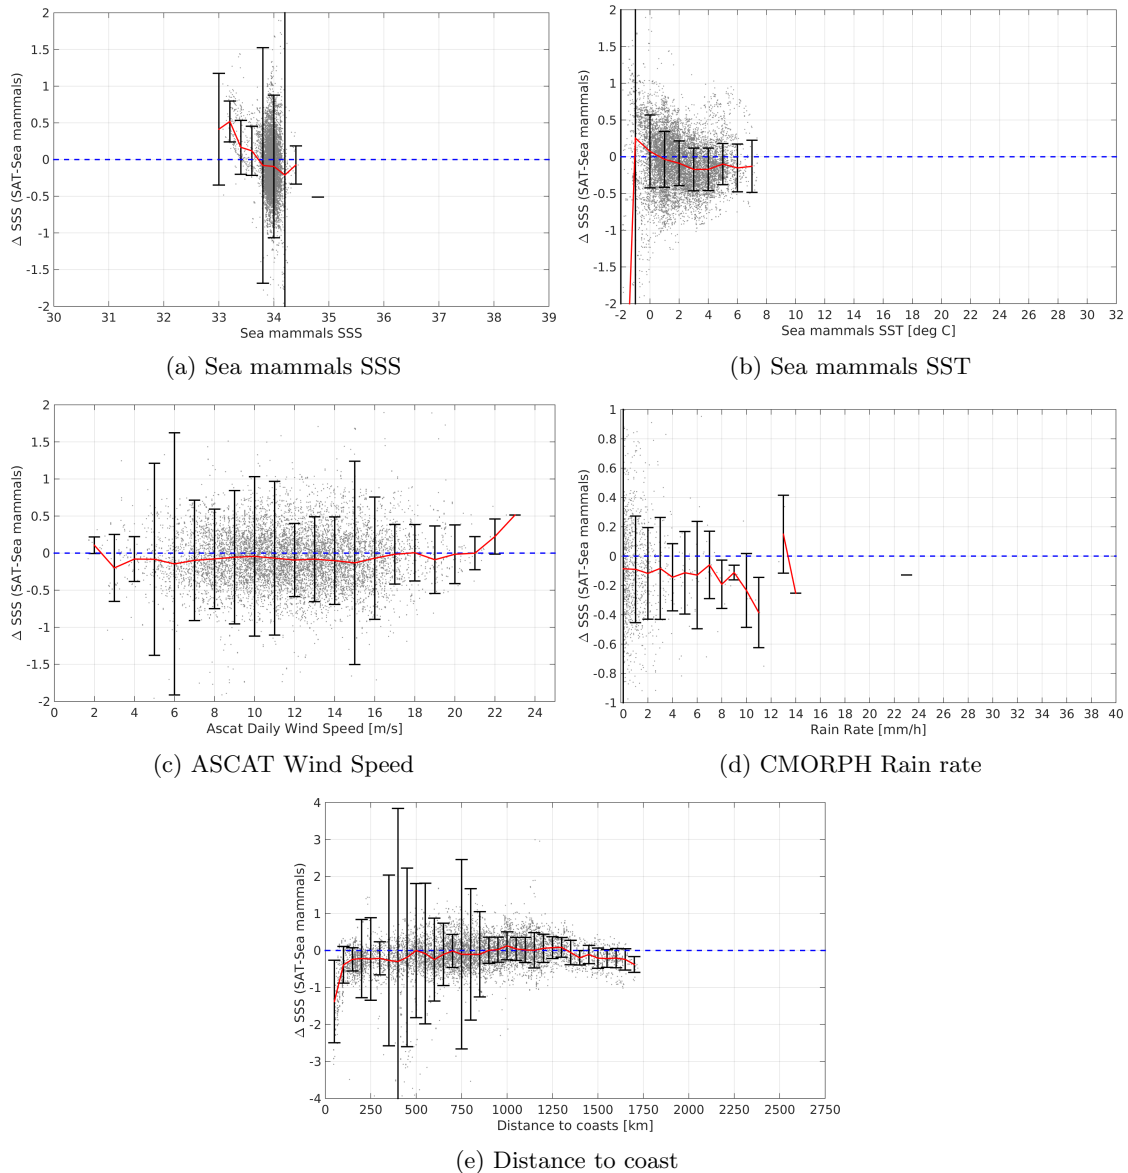 2
1.5
1
0.5
0
-0.5
-1
-1.5
-2
Δ SSS (SAT-Sea mammals)
30 31 32 33 34 35 36 37 38 39
Sea mammals SSS
(a) Sea mammals SSS
2
1.5
1
0.5
0
-0.5
-1
-1.5
-2
Δ SSS (SAT-Sea mammals)
-2 0 2 4 6 8 10 12 14 16 18 20 22 24 26 28 30 32
Sea mammals SST [deg C]
(b) Sea mammals SST
2
1.5
1
0.5
0
-0.5
-1
-1.5
-2
Δ SSS (SAT-Sea mammals)
0 2 4 6 8 10 12 14 16 18 20 22 24
Ascat Daily Wind Speed [m/s]
(c) ASCAT Wind Speed
1
0.8
0.6
0.4
0.2
0
-0.2
-0.4
-0.6
-0.8
-1
Δ SSS (SAT-Sea mammals)
0 2 4 6 8 10 12 14 16 18 20 22 24 26 28 30 32 34 36 38 40
Rain Rate [mm/h]
(d) CMORPH Rain rate
4
3
2
1
0
-1
-2
-3
-4
Δ SSS (SAT-Sea mammals)
0 250 500 750 1000 1250 1500 1750 2000 2250 2500 2750
Distance to coasts [km]
(e) Distance to coast